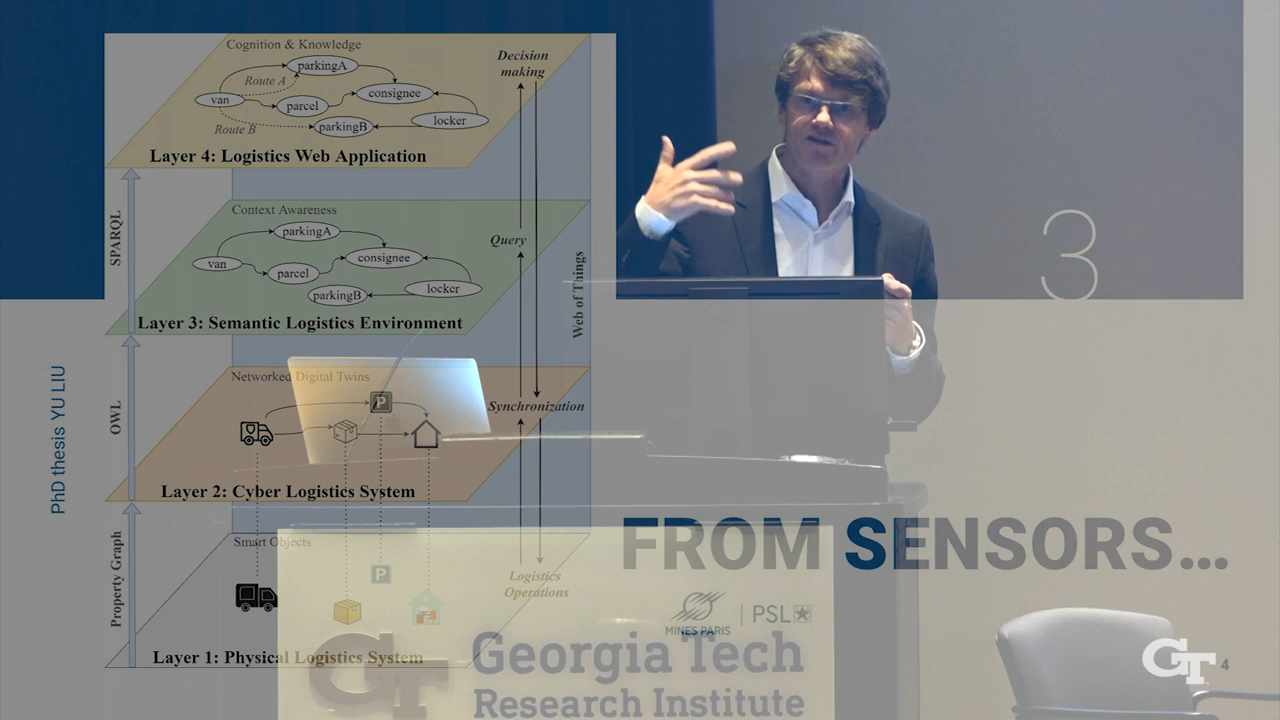 Cognition & Knowledge
parkingA
Route A
van
parcel
consignee
Route B
parkingB
locker
Layer 4: Logistics Web Application
Decision
making
SPARQL
Context Awareness
parkingA
van
parcel
consignee
parkingB
locker
Layer 3: Semantic Logistics Environment
Query
Web of Things
OWL
Networked Digital Twins
P
Layer 2: Cyber Logistics System
Synchronization
Property Graph
Smart Objects
P
Layer 1: Physical Logistics System
Logistics
Operations
PhD thesis YU LIU
3
FROM SENSORS...
MINES PARIS
PSL
GT
Georgia Tech
Research Institute
GT
4